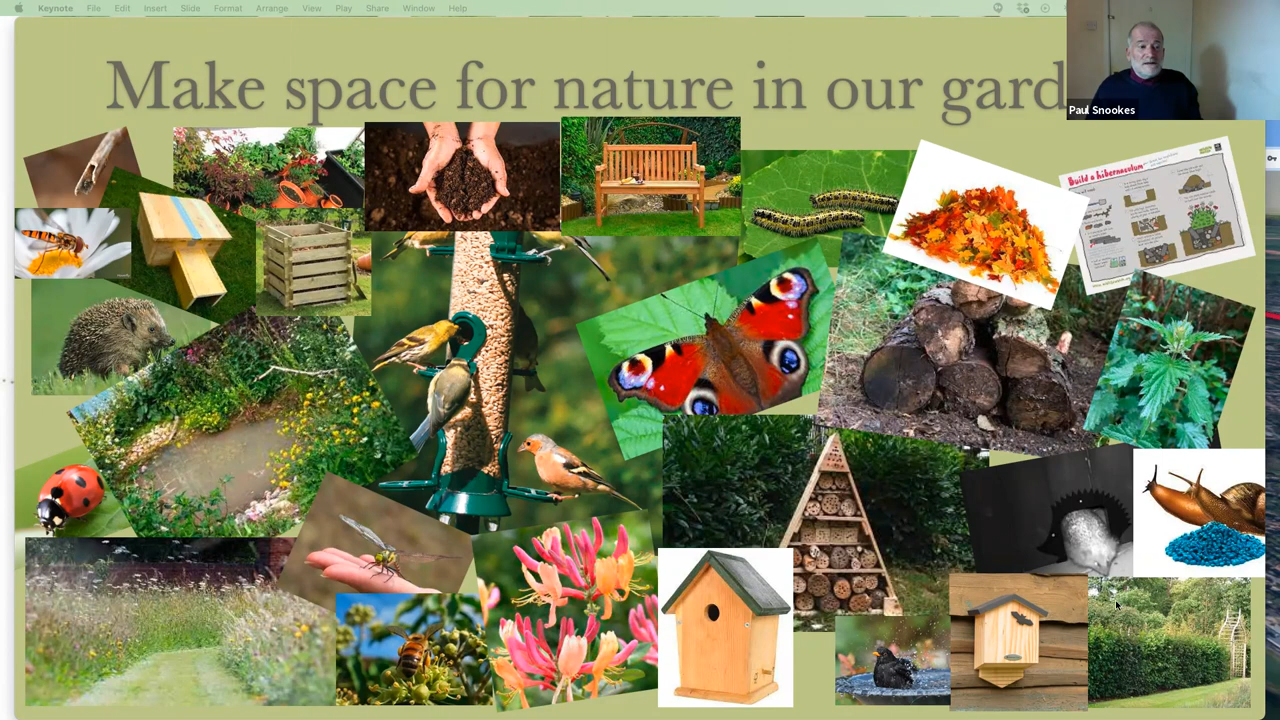 Keynote File Edit Insert Slide Format Arrange View Play Share Window Help
Make space for nature in our gard
Paul Snookes
Build a hibernaculum